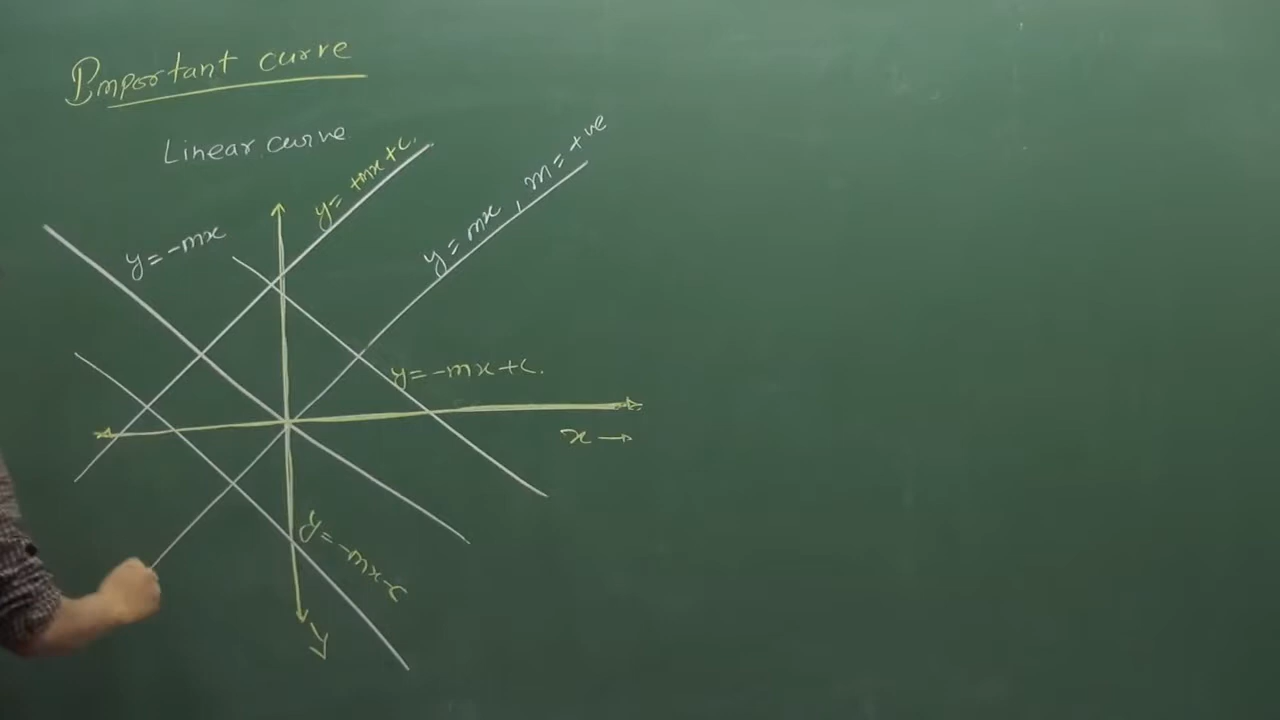 Important curve
Linear curve
y = +mx+c.
y = mx , m = +ve
y = -mx
y = -mx+c.
x →
y = -mx-c
y